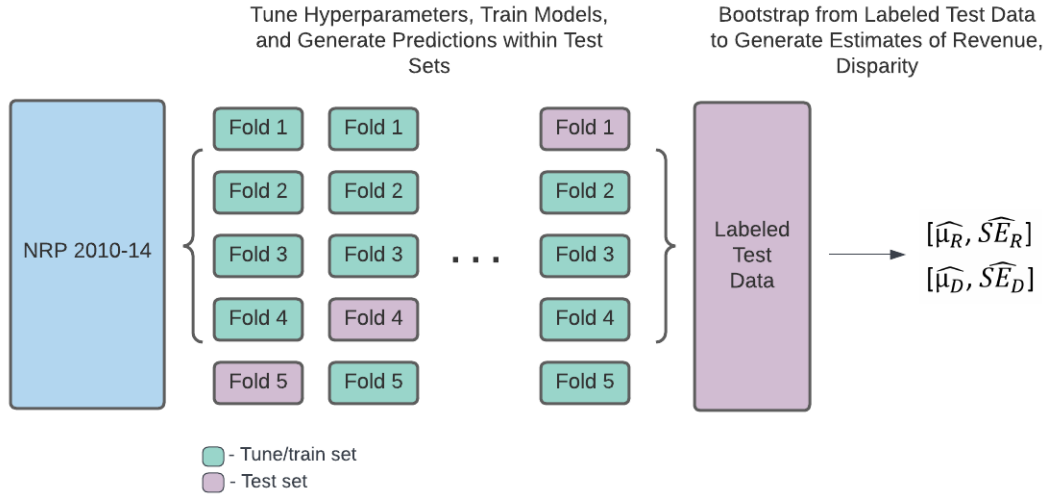 Tune Hyperparameters, Train Models,
and Generate Predictions within Test
Sets
Bootstrap from Labeled Test Data
to Generate Estimates of Revenue,
Disparity
NRP 2010-14
Fold 1
Fold 1
Fold 1
Fold 2
Fold 2
Fold 2
Fold 3
Fold 3
. . .
Fold 3
Fold 4
Fold 4
Fold 4
Fold 5
Fold 5
Fold 5
Labeled
Test
Data
[μ̂_R, SÊ_R]
[μ̂_D, SÊ_D]
- Tune/train set
- Test set